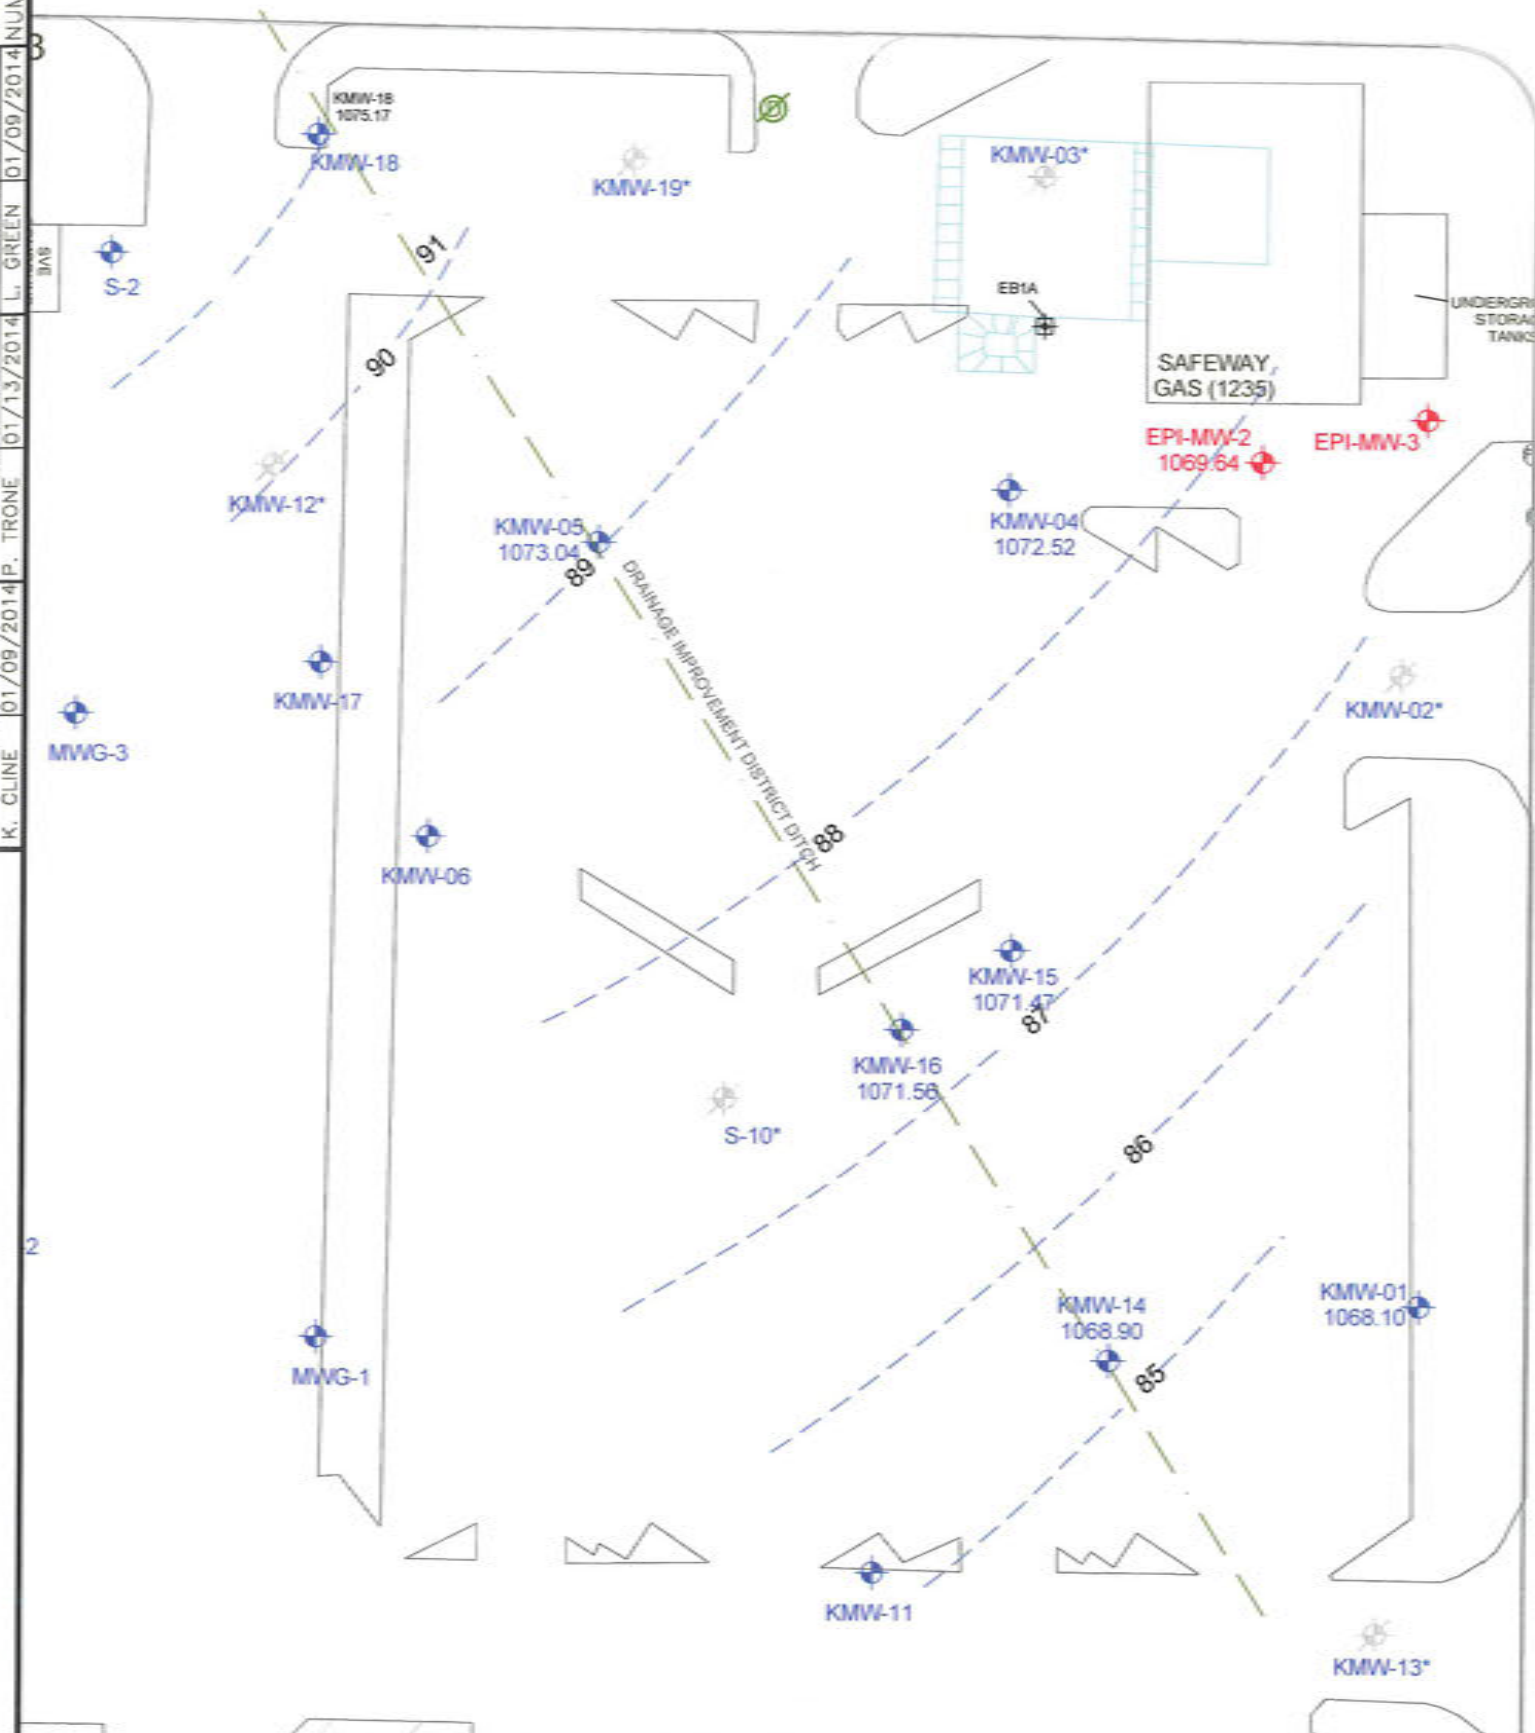 K. CLINE 01/09/2014 P. TRONE 01/13/2014 L. GREEN 01/09/2014 NUM
3
KMW-18
1075.17
KMW-18
KMW-19*
KMW-03*
S-2
91
EB1A
UNDERGR
STORA
TANKS
90
SAFEWAY
GAS (1235)
EPI-MW-2
1069.64
EPI-MW-3
KMW-12*
KMW-05
1073.04
KMW-04
1072.52
89
DRAINAGE IMPROVEMENT DISTRICT DITCH
KMW-17
KMW-02*
MWG-3
88
KMW-06
KMW-15
1071.47
87
KMW-16
1071.56
S-10*
86
2
KMW-14
1068.90
KMW-01
1068.10
MWG-1
85
KMW-11
KMW-13*